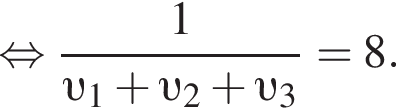 ⇔ 1/(υ₁ + υ₂ + υ₃) = 8.